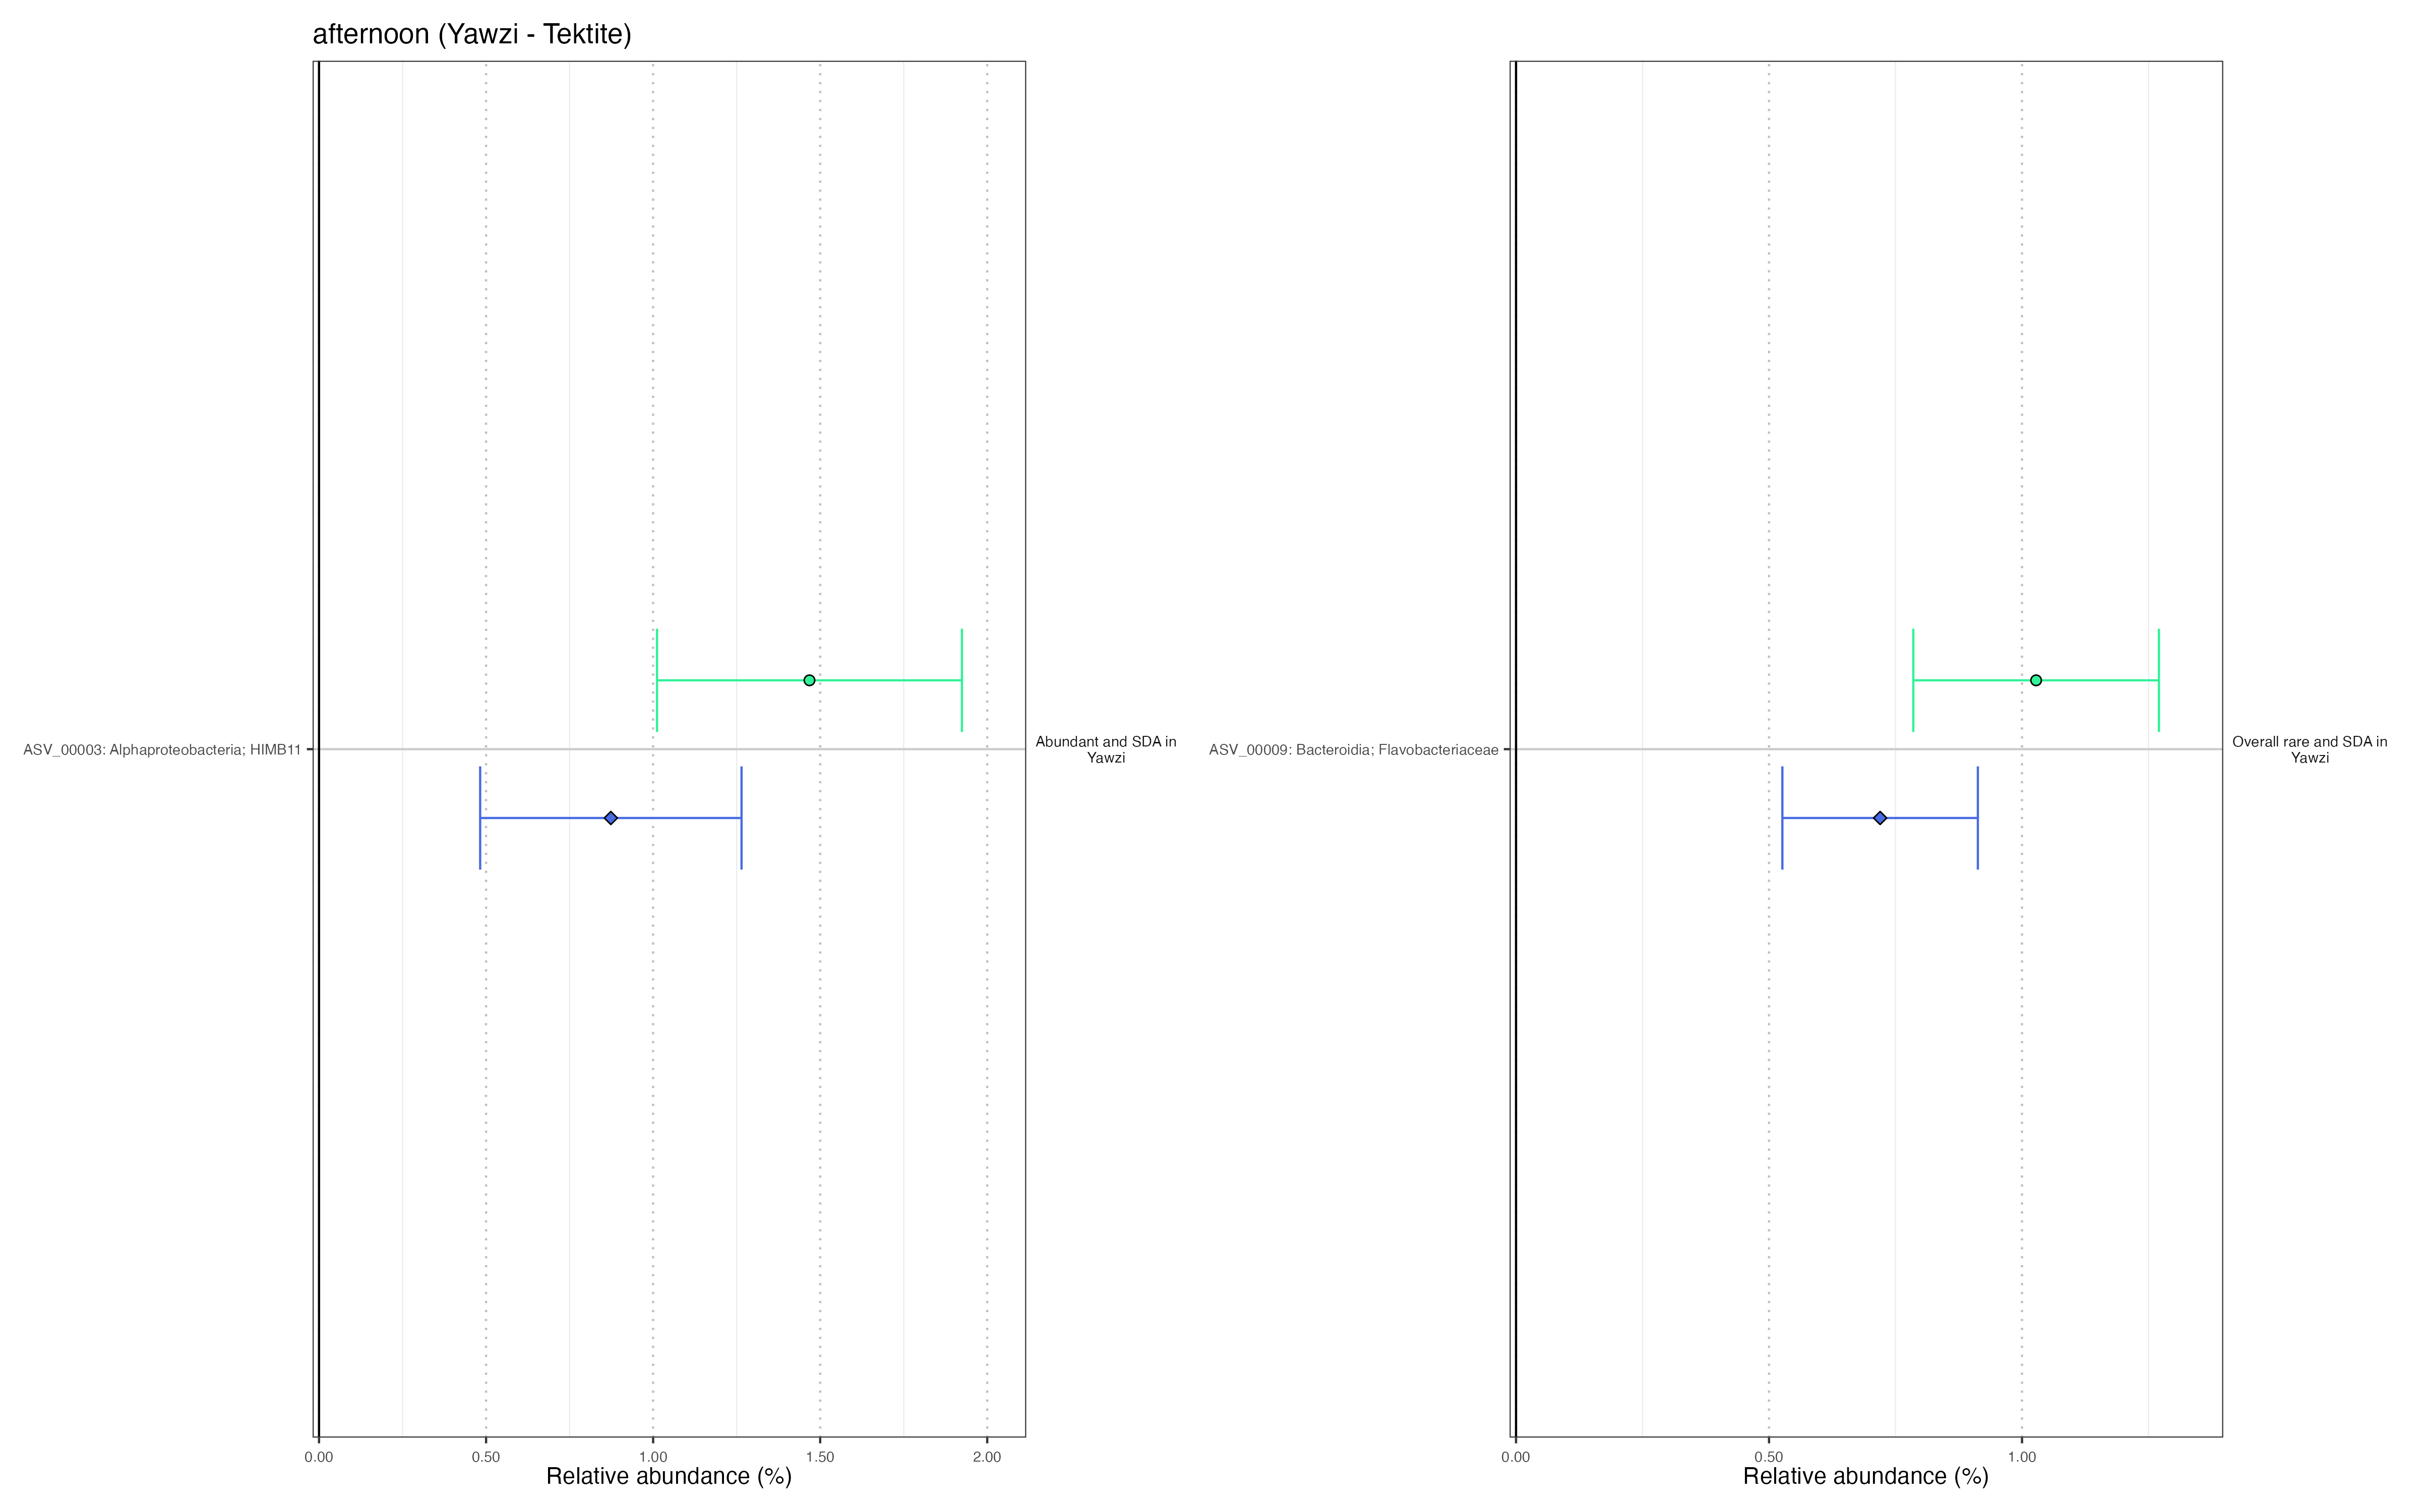 afternoon (Yawzi - Tektite)
ASV_00003: Alphaproteobacteria; HIMB11
Abundant and SDA in
Yawzi
0.00 0.50 1.00 1.50 2.00
Relative abundance (%)
ASV_00009: Bacteroidia; Flavobacteriaceae
Overall rare and SDA in
Yawzi
0.00 0.50 1.00
Relative abundance (%)